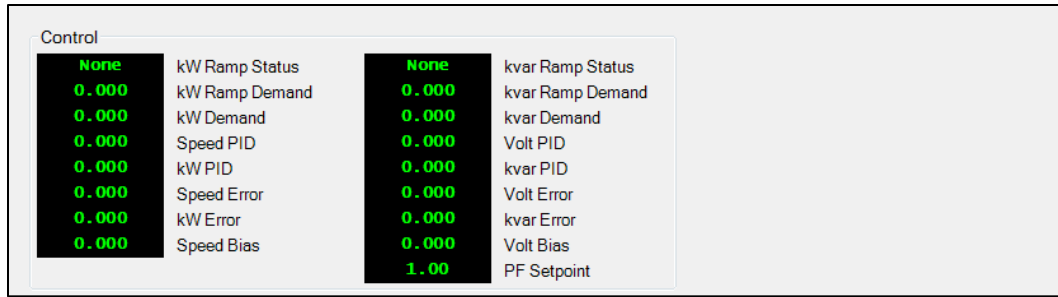 Control
None kW Ramp Status None kvar Ramp Status
0.000 kW Ramp Demand 0.000 kvar Ramp Demand
0.000 kW Demand 0.000 kvar Demand
0.000 Speed PID 0.000 Volt PID
0.000 kW PID 0.000 kvar PID
0.000 Speed Error 0.000 Volt Error
0.000 kW Error 0.000 kvar Error
0.000 Speed Bias 0.000 Volt Bias
1.00 PF Setpoint